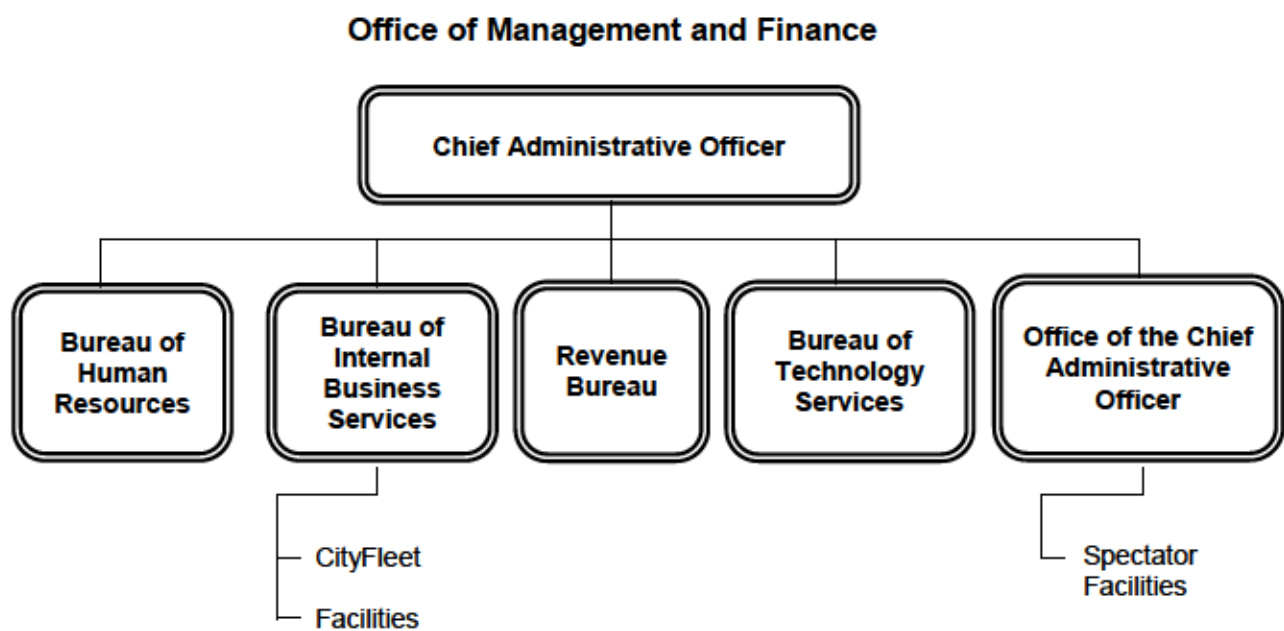 Office of Management and Finance
Chief Administrative Officer
Bureau of
Human
Resources
Bureau of
Internal
Business
Services
Revenue
Bureau
Bureau of
Technology
Services
Office of the Chief
Administrative
Officer
CityFleet
Facilities
Spectator
Facilities